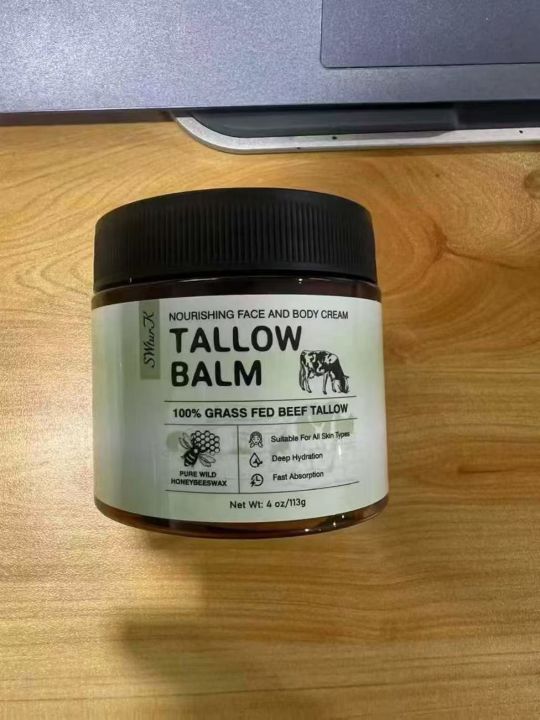 SWturK
NOURISHING FACE AND BODY CREAM
TALLOW
BALM
100% GRASS FED BEEF TALLOW
PURE WILD
HONEYBEESWAX
Suitable For All Skin Types
Deep Hydration
Fast Absorption
Net Wt: 4 oz/113g